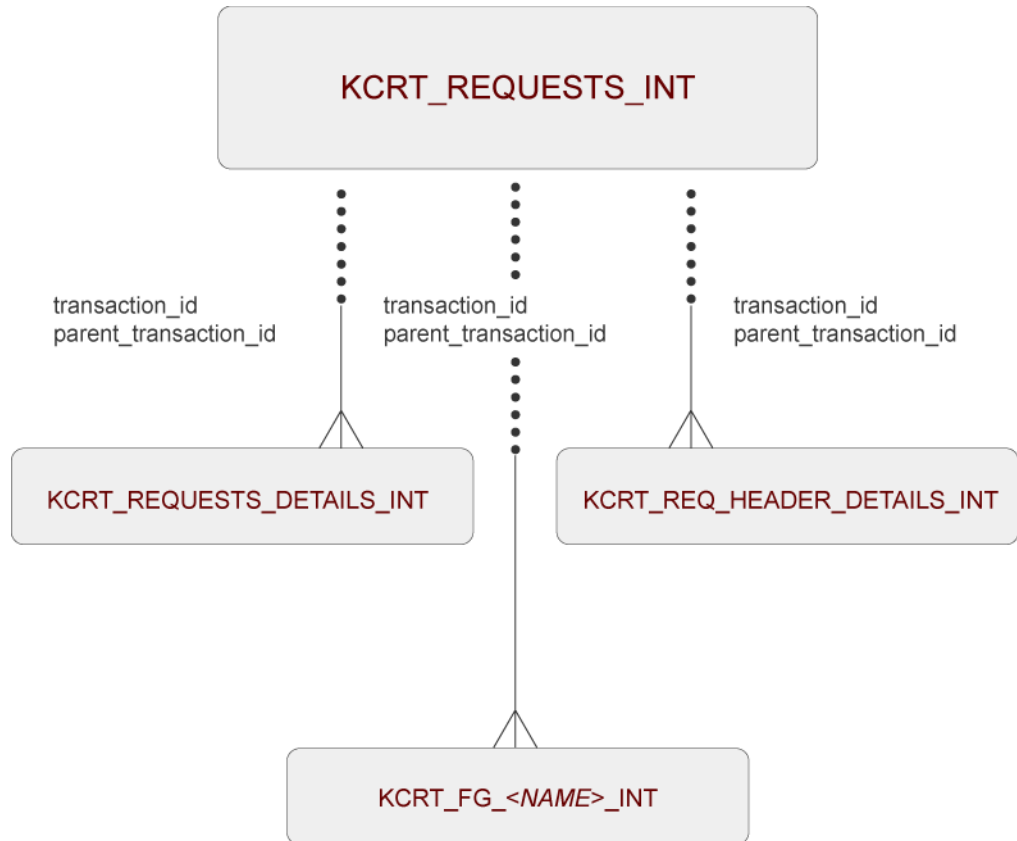 KCRT_REQUESTS_INT
transaction_id
parent_transaction_id
transaction_id
parent_transaction_id
transaction_id
parent_transaction_id
KCRT_REQUESTS_DETAILS_INT
KCRT_REQ_HEADER_DETAILS_INT
KCRT_FG_<NAME>_INT